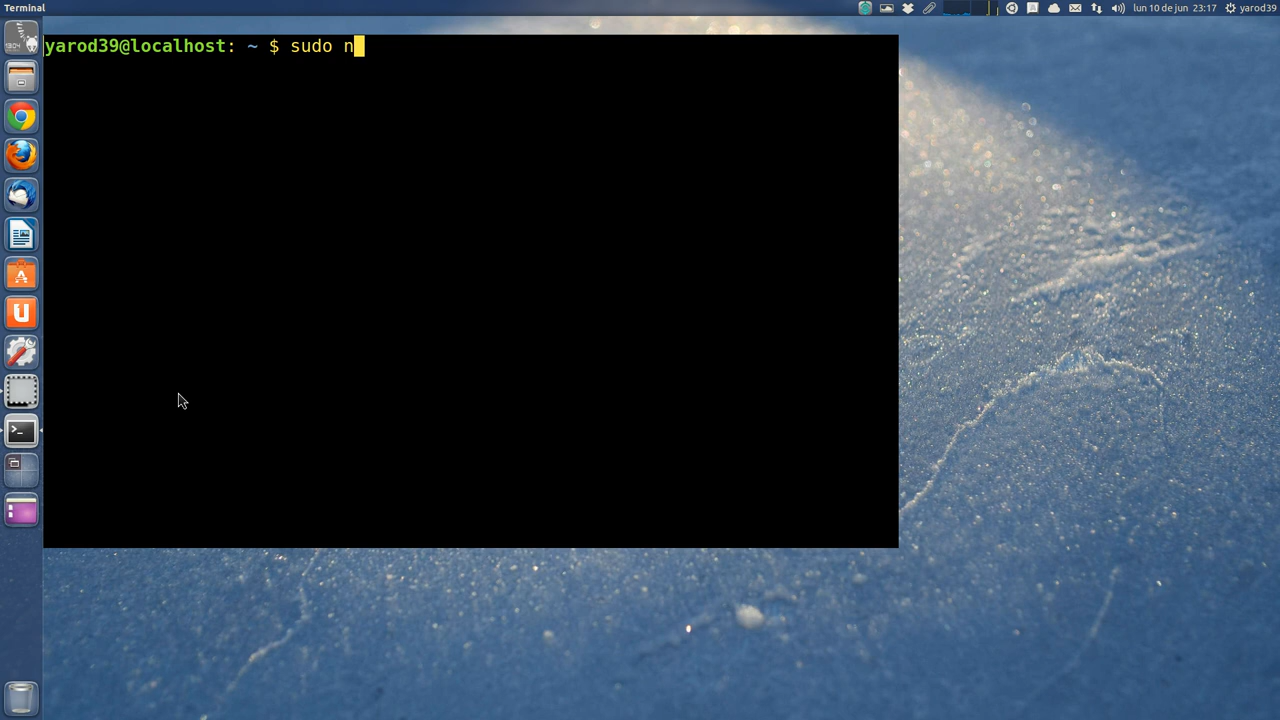 Terminal
lun 10 de jun 23:17
yarod39
yarod39@localhost: ~ $ sudo n